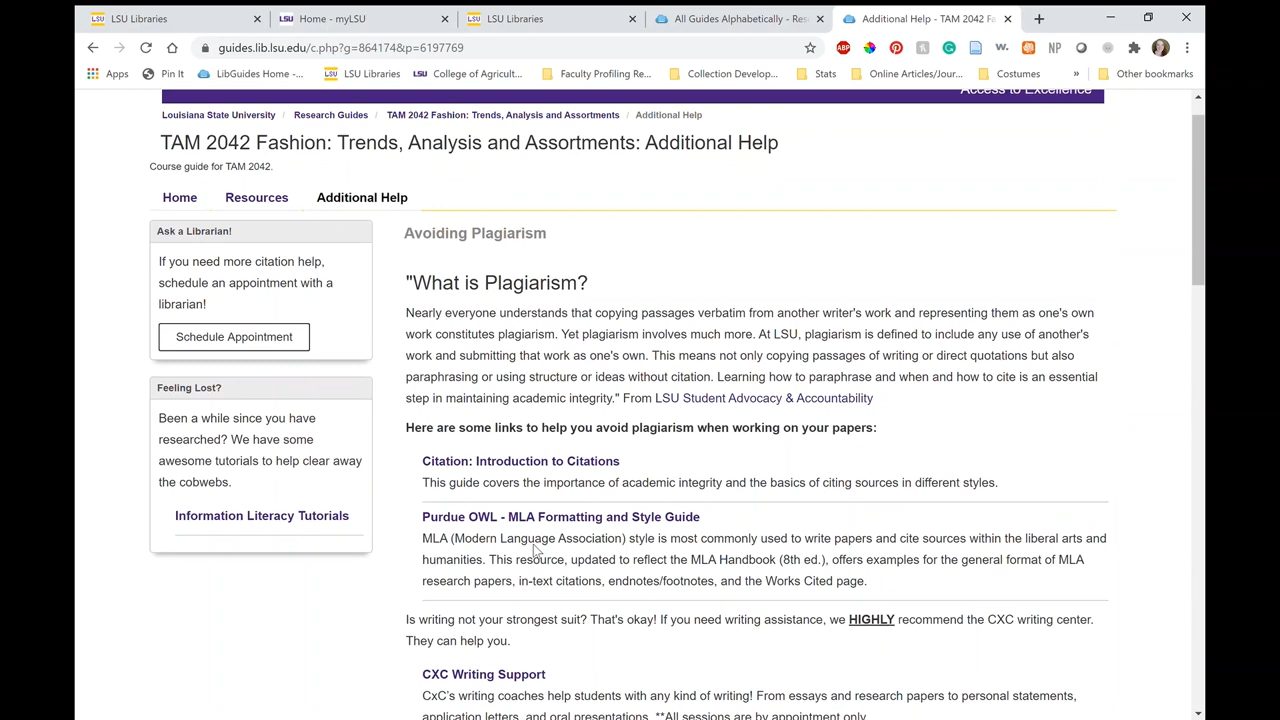 LSU Libraries
Home - myLSU
LSU Libraries
All Guides Alphabetically - Res
Additional Help - TAM 2042 Fa
guides.lib.lsu.edu/c.php?g=864174&p=6197769
Apps
Pin It
LibGuides Home -...
LSU Libraries
College of Agricult...
Faculty Profiling Re...
Collection Develop...
Stats
Online Articles/Jour...
Costumes
»
Other bookmarks
Access to Excellence
Louisiana State University / Research Guides / TAM 2042 Fashion: Trends, Analysis and Assortments / Additional Help
TAM 2042 Fashion: Trends, Analysis and Assortments: Additional Help
Course guide for TAM 2042.
Home
Resources
Additional Help
Ask a Librarian!
If you need more citation help,
schedule an appointment with a
librarian!
Schedule Appointment
Feeling Lost?
Been a while since you have
researched? We have some
awesome tutorials to help clear away
the cobwebs.
Information Literacy Tutorials
Avoiding Plagiarism
"What is Plagiarism?
Nearly everyone understands that copying passages verbatim from another writer's work and representing them as one's own
work constitutes plagiarism. Yet plagiarism involves much more. At LSU, plagiarism is defined to include any use of another's
work and submitting that work as one's own. This means not only copying passages of writing or direct quotations but also
paraphrasing or using structure or ideas without citation. Learning how to paraphrase and when and how to cite is an essential
step in maintaining academic integrity." From LSU Student Advocacy & Accountability
Here are some links to help you avoid plagiarism when working on your papers:
Citation: Introduction to Citations
This guide covers the importance of academic integrity and the basics of citing sources in different styles.
Purdue OWL - MLA Formatting and Style Guide
MLA (Modern Language Association) style is most commonly used to write papers and cite sources within the liberal arts and
humanities. This resource, updated to reflect the MLA Handbook (8th ed.), offers examples for the general format of MLA
research papers, in-text citations, endnotes/footnotes, and the Works Cited page.
Is writing not your strongest suit? That's okay! If you need writing assistance, we HIGHLY recommend the CXC writing center.
They can help you.
CXC Writing Support
CxC's writing coaches help students with any kind of writing! From essays and research papers to personal statements,
application letters, and oral presentations. **All sessions are by appointment only.